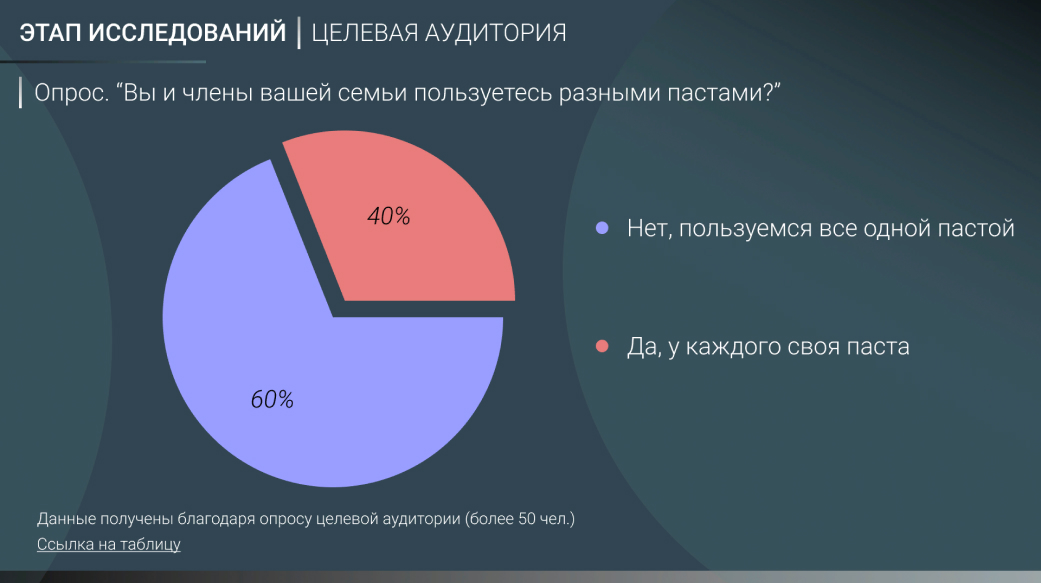 ЭТАП ИССЛЕДОВАНИЙ | ЦЕЛЕВАЯ АУДИТОРИЯ
Опрос. “Вы и члены вашей семьи пользуетесь разными пастами?”
40%
60%
Нет, пользуемся все одной пастой
Да, у каждого своя паста
Данные получены благодаря опросу целевой аудитории (более 50 чел.)
Ссылка на таблицу